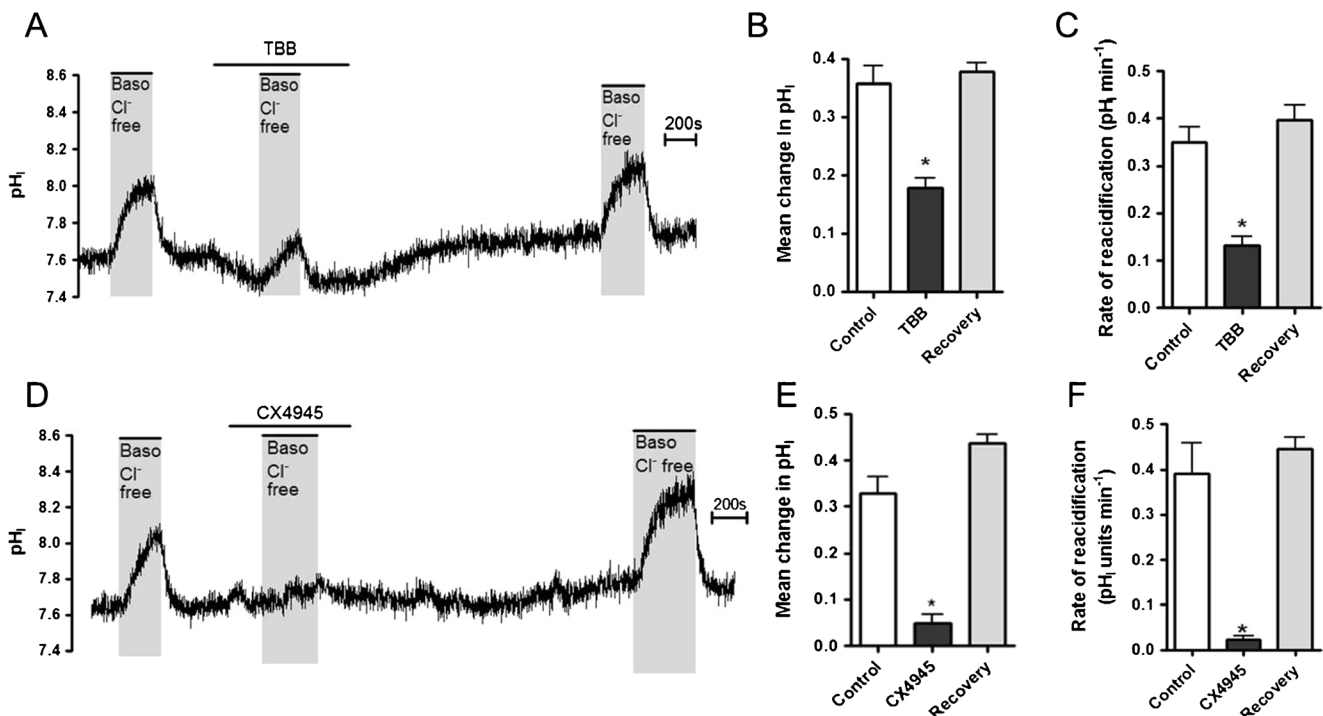 A
TBB
8.6
8.2
8.0
7.8
7.6
7.4
pHI
Baso
Cl⁻
free
Baso
Cl⁻
free
Baso
Cl⁻
free
200s
B
0.4
0.3
0.2
0.1
0.0
Mean change in pHI
*
Control
TBB
Recovery
C
0.5
0.4
0.3
0.2
0.1
0.0
Rate of reacidification (pHI min⁻¹)
*
Control
TBB
Recovery
D
CX4945
8.6
8.4
8.2
8.0
7.8
7.6
7.4
pHI
Baso
Cl⁻
free
Baso
Cl⁻
free
Baso
Cl⁻ free
200s
E
0.5
0.4
0.3
0.2
0.1
0.0
Mean change in pHI
*
Control
CX4945
Recovery
F
0.5
0.4
0.3
0.2
0.1
0.0
Rate of reacidification
(pHI units min⁻¹)
*
Control
CX4945
Recovery